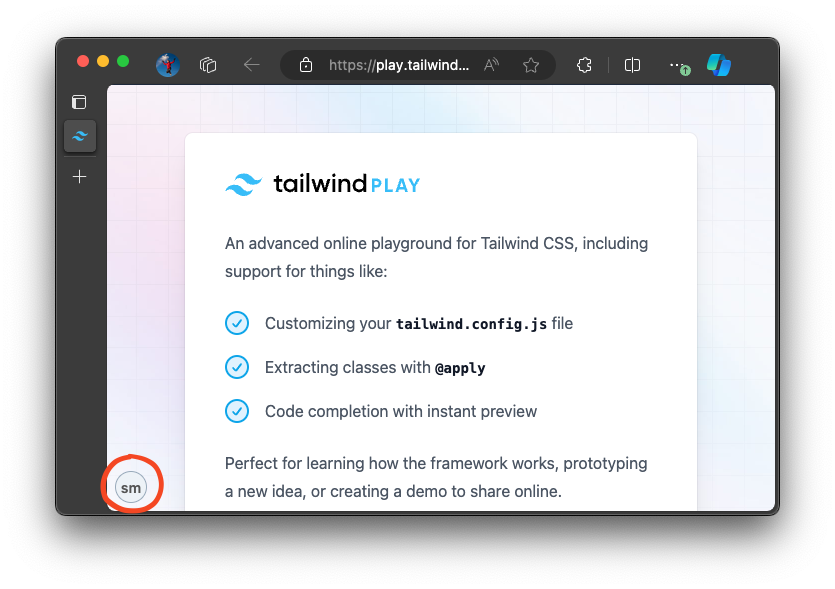 https://play.tailwind...
tailwind PLAY
An advanced online playground for Tailwind CSS, including
support for things like:
Customizing your tailwind.config.js file
Extracting classes with @apply
Code completion with instant preview
Perfect for learning how the framework works, prototyping
a new idea, or creating a demo to share online.
sm